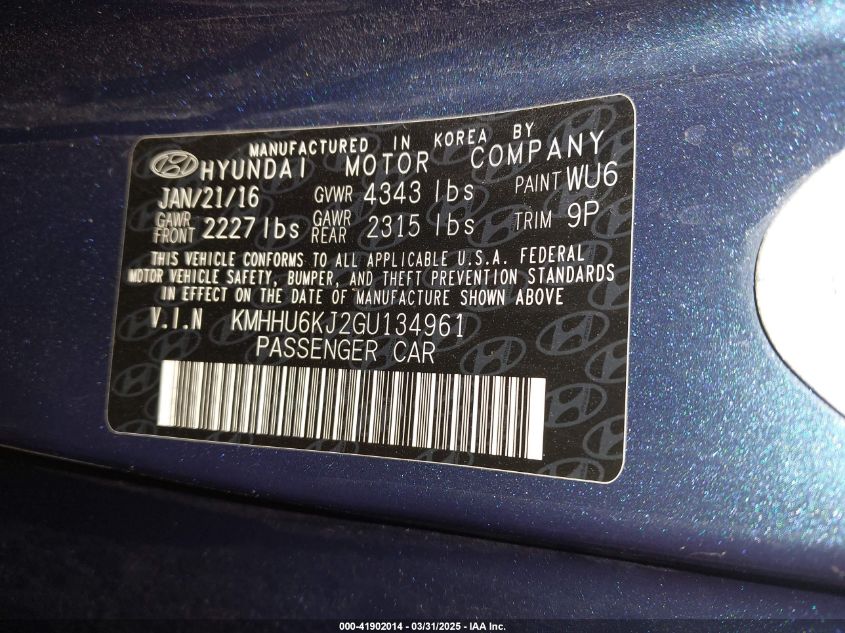 MANUFACTURED IN KOREA BY
HYUNDAI MOTOR COMPANY
JAN/21/16 GVWR 4343 lbs PAINT WU6
GAWR FRONT 2227 lbs GAWR REAR 2315 lbs TRIM 9P
THIS VEHICLE CONFORMS TO ALL APPLICABLE U.S.A. FEDERAL
MOTOR VEHICLE SAFETY, BUMPER, AND THEFT PREVENTION STANDARDS
IN EFFECT ON THE DATE OF MANUFACTURE SHOWN ABOVE
V.I.N KMHHU6KJ2GU134961
PASSENGER CAR
000-41902014 - 03/31/2025 - IAA Inc.